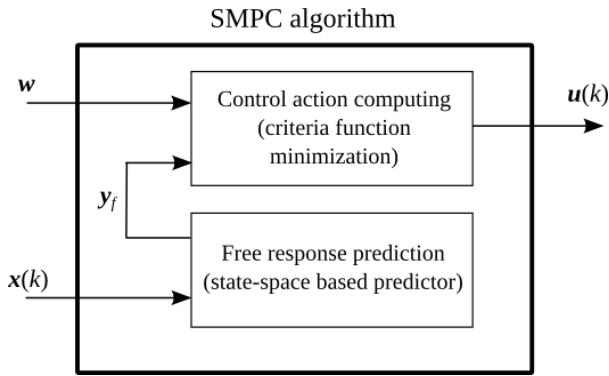 SMPC algorithm
w
Control action computing
(criteria function
minimization)
u(k)
y_f
Free response prediction
(state-space based predictor)
x(k)